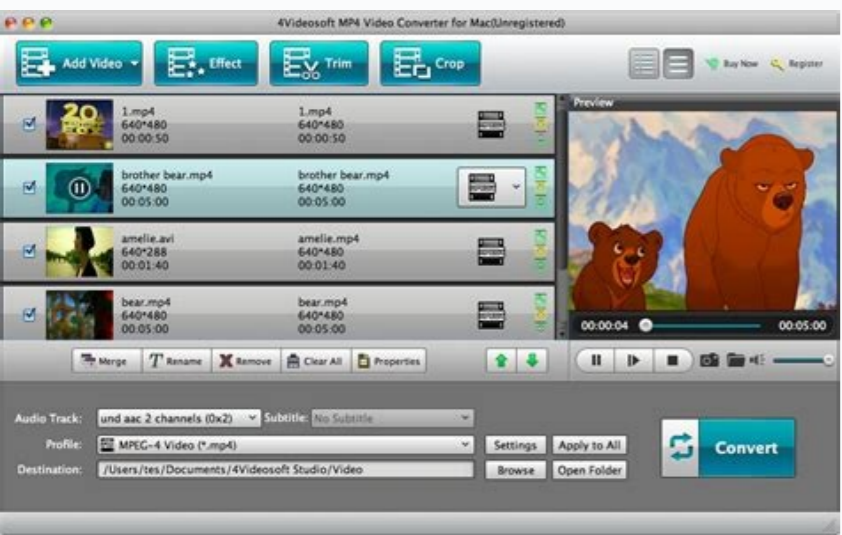 4Videosoft MP4 Video Converter for Mac(Unregistered)
Add Video
Effect
Trim
Crop
Buy Now
Register
1.mp4
640*480
00:00:50
1.mp4
640*480
00:00:50
brother bear.mp4
640*480
00:05:00
brother bear.mp4
640*480
00:05:00
amelie.avi
640*288
00:01:40
amelie.mp4
640*480
00:01:40
bear.mp4
640*480
00:05:00
bear.mp4
640*480
00:05:00
Preview
00:00:04
00:05:00
Merge
Rename
Remove
Clear All
Properties
Audio Track:
und aac 2 channels (0x2)
Subtitle:
No Subtitle
Profile:
MPEG-4 Video (*.mp4)
Settings
Apply to All
Destination:
/Users/tes/Documents/4Videosoft Studio/Video
Browse
Open Folder
Convert